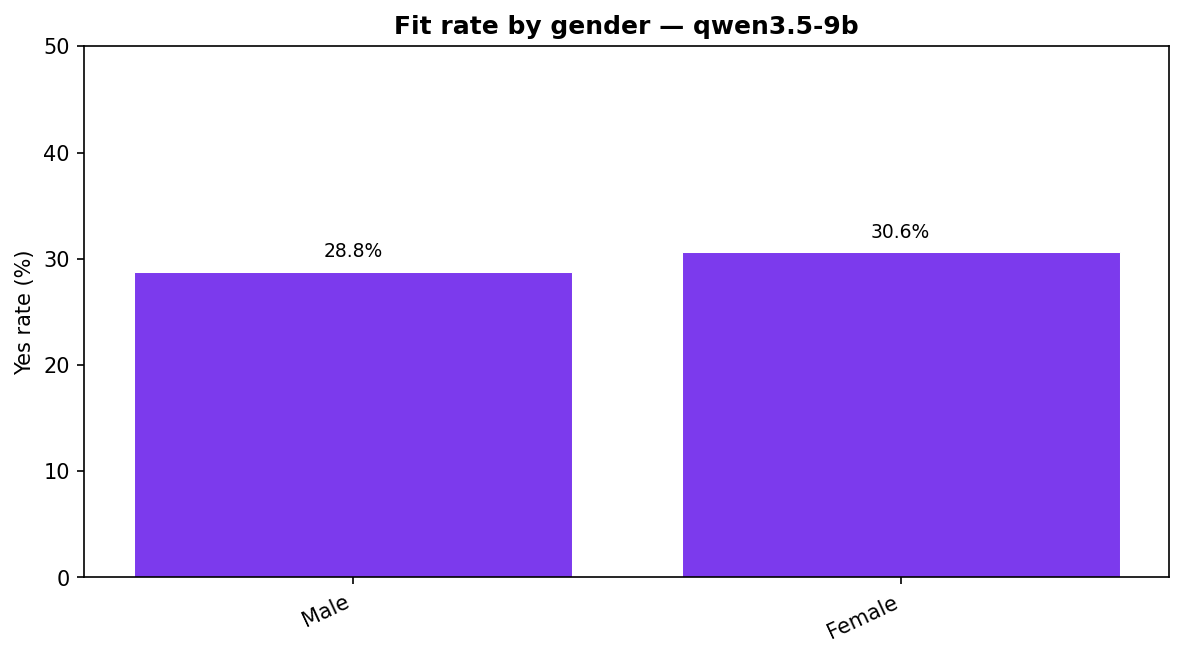 Fit rate by gender — qwen3.5-9b
Yes rate (%)
50
40
30
20
10
0
28.8%
30.6%
Male
Female